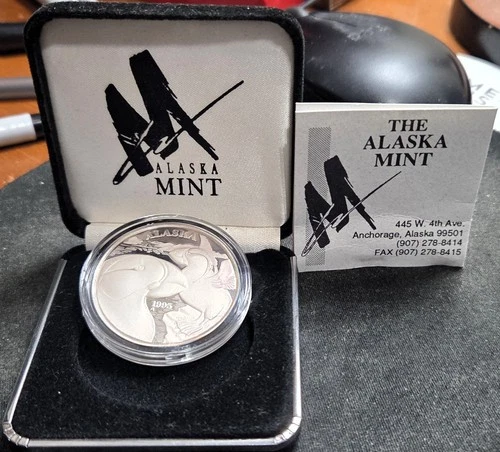 ALASKA
MINT
THE
ALASKA
MINT
445 W. 4th Ave.
Anchorage, Alaska 99501
(907) 278-8414
FAX (907) 278-8415
ALASKA
1995